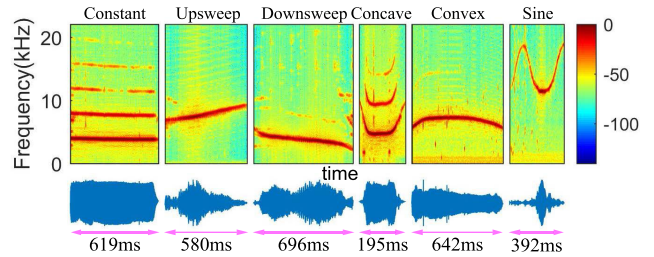 Constant Upsweep Downsweep Concave Convex Sine
Frequency(kHz)
20
10
0
0
-50
-100
time
619ms 580ms 696ms 195ms 642ms 392ms